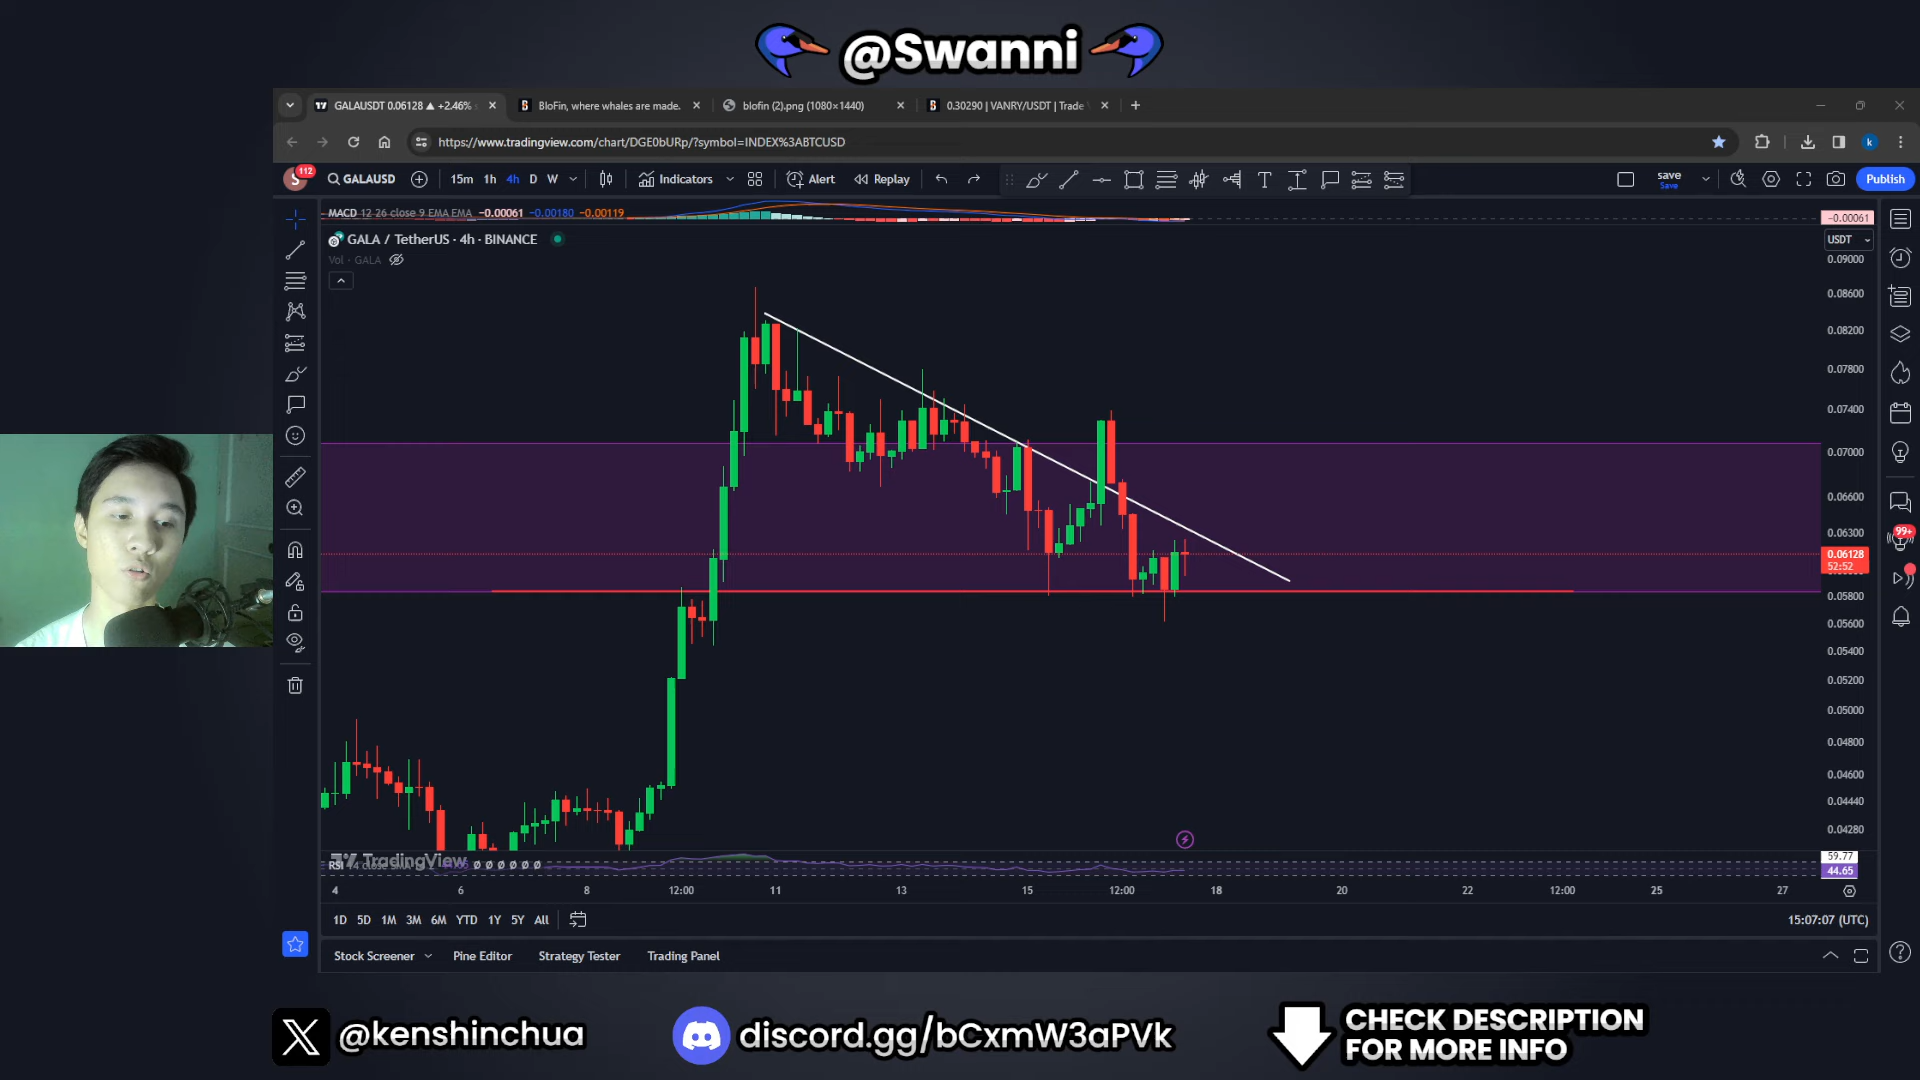 @Swanni
GALAUSDT 0.06128 ▲ +2.46%
BloFin, where whales are made.
blofin (2).png (1080×1440)
0.30290 | VANRY/USDT | Trade
https://www.tradingview.com/chart/DGE0bURp/?symbol=INDEX%3ABTCUSD
k
S
112
GALAUSD
15m 1h 4h D W
Indicators
Alert
Replay
save
Save
Publish
MACD 12 26 close 9 EMA EMA −0.00061 −0.00180 −0.00119
−0.00061
GALA / TetherUS · 4h · BINANCE
USDT
Vol · GALA
0.09000
0.08600
0.08200
0.07800
0.07400
0.07000
0.06600
0.06300
0.06128
52:52
0.05800
0.05600
0.05400
0.05200
0.05000
0.04800
0.04600
0.04440
0.04280
99+
TradingView
RSI 14 close SMA 14 2 Ø Ø Ø Ø Ø Ø
59.77
44.65
4 6 8 12:00 11 13 15 12:00 18 20 22 12:00 25 27
1D 5D 1M 3M 6M YTD 1Y 5Y All
15:07:07 (UTC)
Stock Screener Pine Editor Strategy Tester Trading Panel
@kenshinchua
discord.gg/bCxmW3aPVk
CHECK DESCRIPTION
FOR MORE INFO